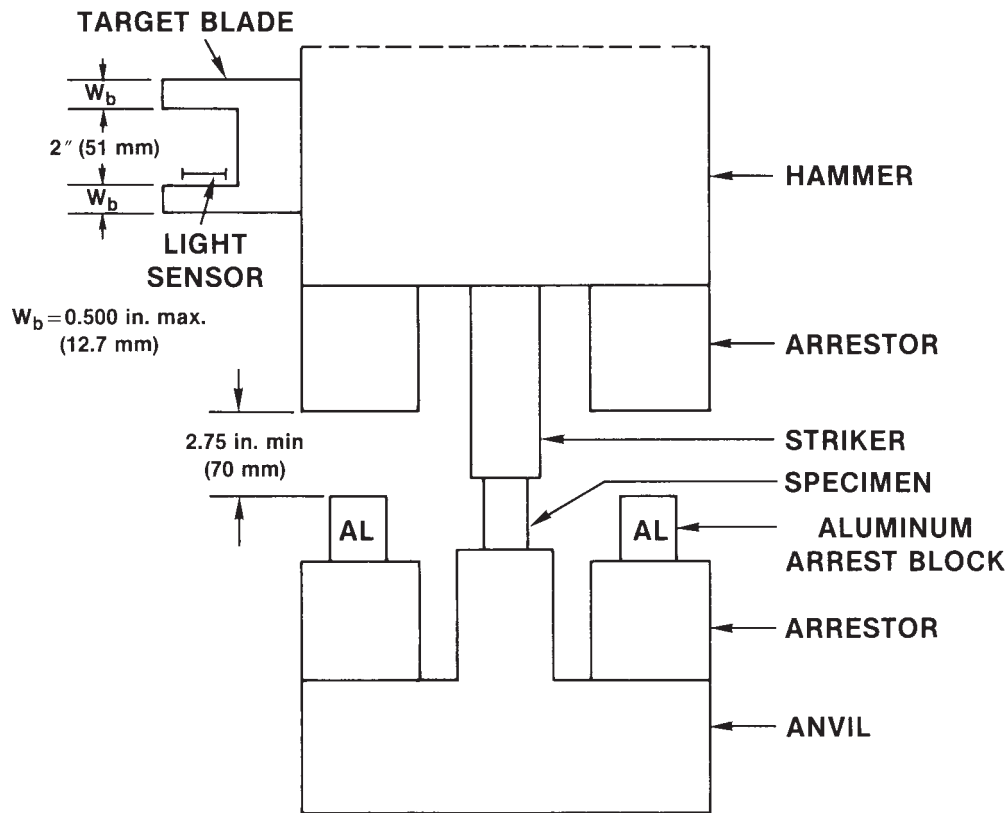 TARGET BLADE
W_b
2″ (51 mm)
W_b
LIGHT
SENSOR
W_b = 0.500 in. max.
(12.7 mm)
2.75 in. min
(70 mm)
HAMMER
ARRESTOR
STRIKER
SPECIMEN
AL
AL
ALUMINUM
ARREST BLOCK
ARRESTOR
ANVIL